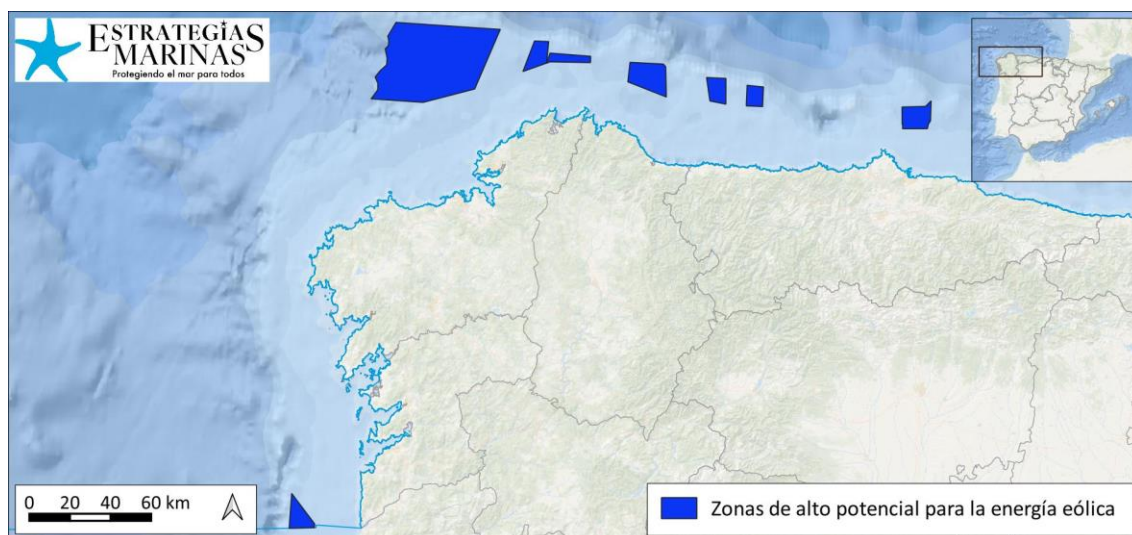 ESTRATEGIAS
MARINAS
Protegiendo el mar para todos
0 20 40 60 km
Zonas de alto potencial para la energía eólica